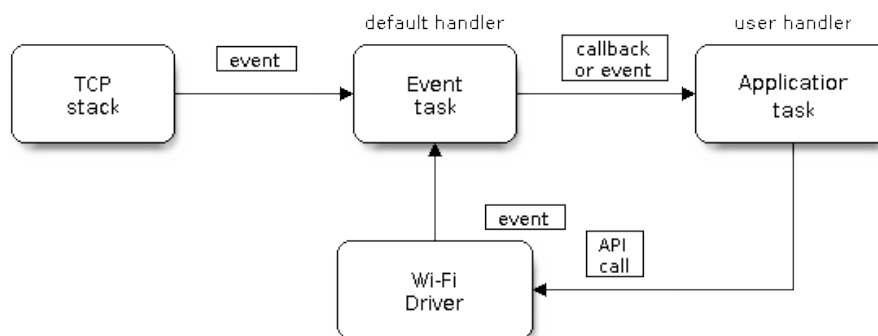 default handler
user handler
event
callback
or event
TCP
stack
Event
task
Application
task
event
API
call
Wi-Fi
Driver